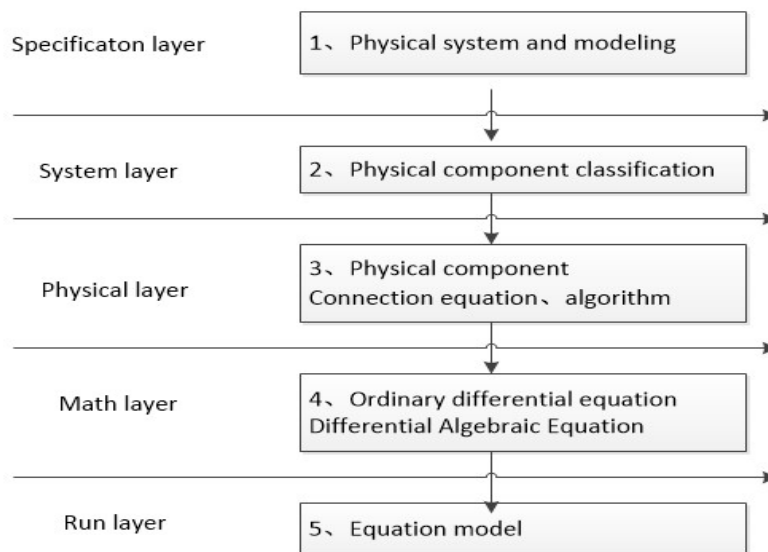 Specificaton layer
1、Physical system and modeling
System layer
2、Physical component classification
Physical layer
3、Physical component
Connection equation、algorithm
Math layer
4、Ordinary differential equation
Differential Algebraic Equation
Run layer
5、Equation model